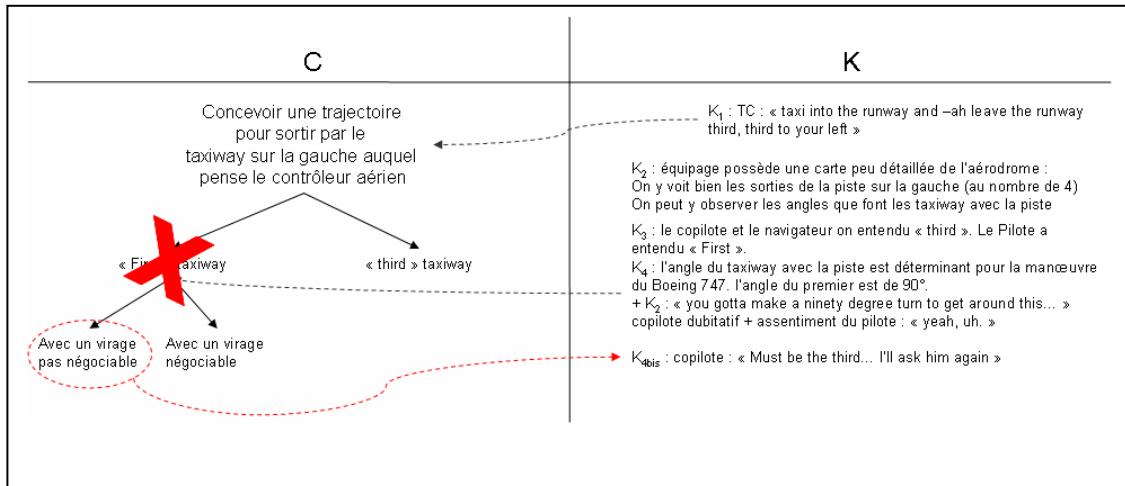 C
K
Concevoir une trajectoire
pour sortir par le
taxiway sur la gauche auquel
pense le contrôleur aérien
« Fi taxiway
« third » taxiway
Avec un virage
pas négociable
Avec un virage
négociable
K1 : TC : « taxi into the runway and –ah leave the runway
third, third to your left »
K2 : équipage possède une carte peu détaillée de l'aérodrome :
On y voit bien les sorties de la piste sur la gauche (au nombre de 4)
On peut y observer les angles que font les taxiway avec la piste
K3 : le copilote et le navigateur on entendu « third ». Le Pilote a
entendu « First ».
K4 : l'angle du taxiway avec la piste est déterminant pour la manœuvre
du Boeing 747. l'angle du premier est de 90°.
+ K2 : « you gotta make a ninety degree turn to get around this... »
copilote dubitatif + assentiment du pilote : « yeah, uh. »
K4bis : copilote : « Must be the third... I'll ask him again »